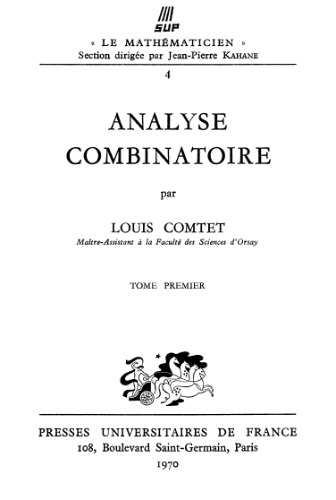 SUP
« LE MATHÉMATICIEN »
Section dirigée par Jean-Pierre KAHANE
4
ANALYSE
COMBINATOIRE
par
LOUIS COMTET
Maître-Assistant à la Faculté des Sciences d'Orsay
TOME PREMIER
PRESSES UNIVERSITAIRES DE FRANCE
108, Boulevard Saint-Germain, Paris
1970